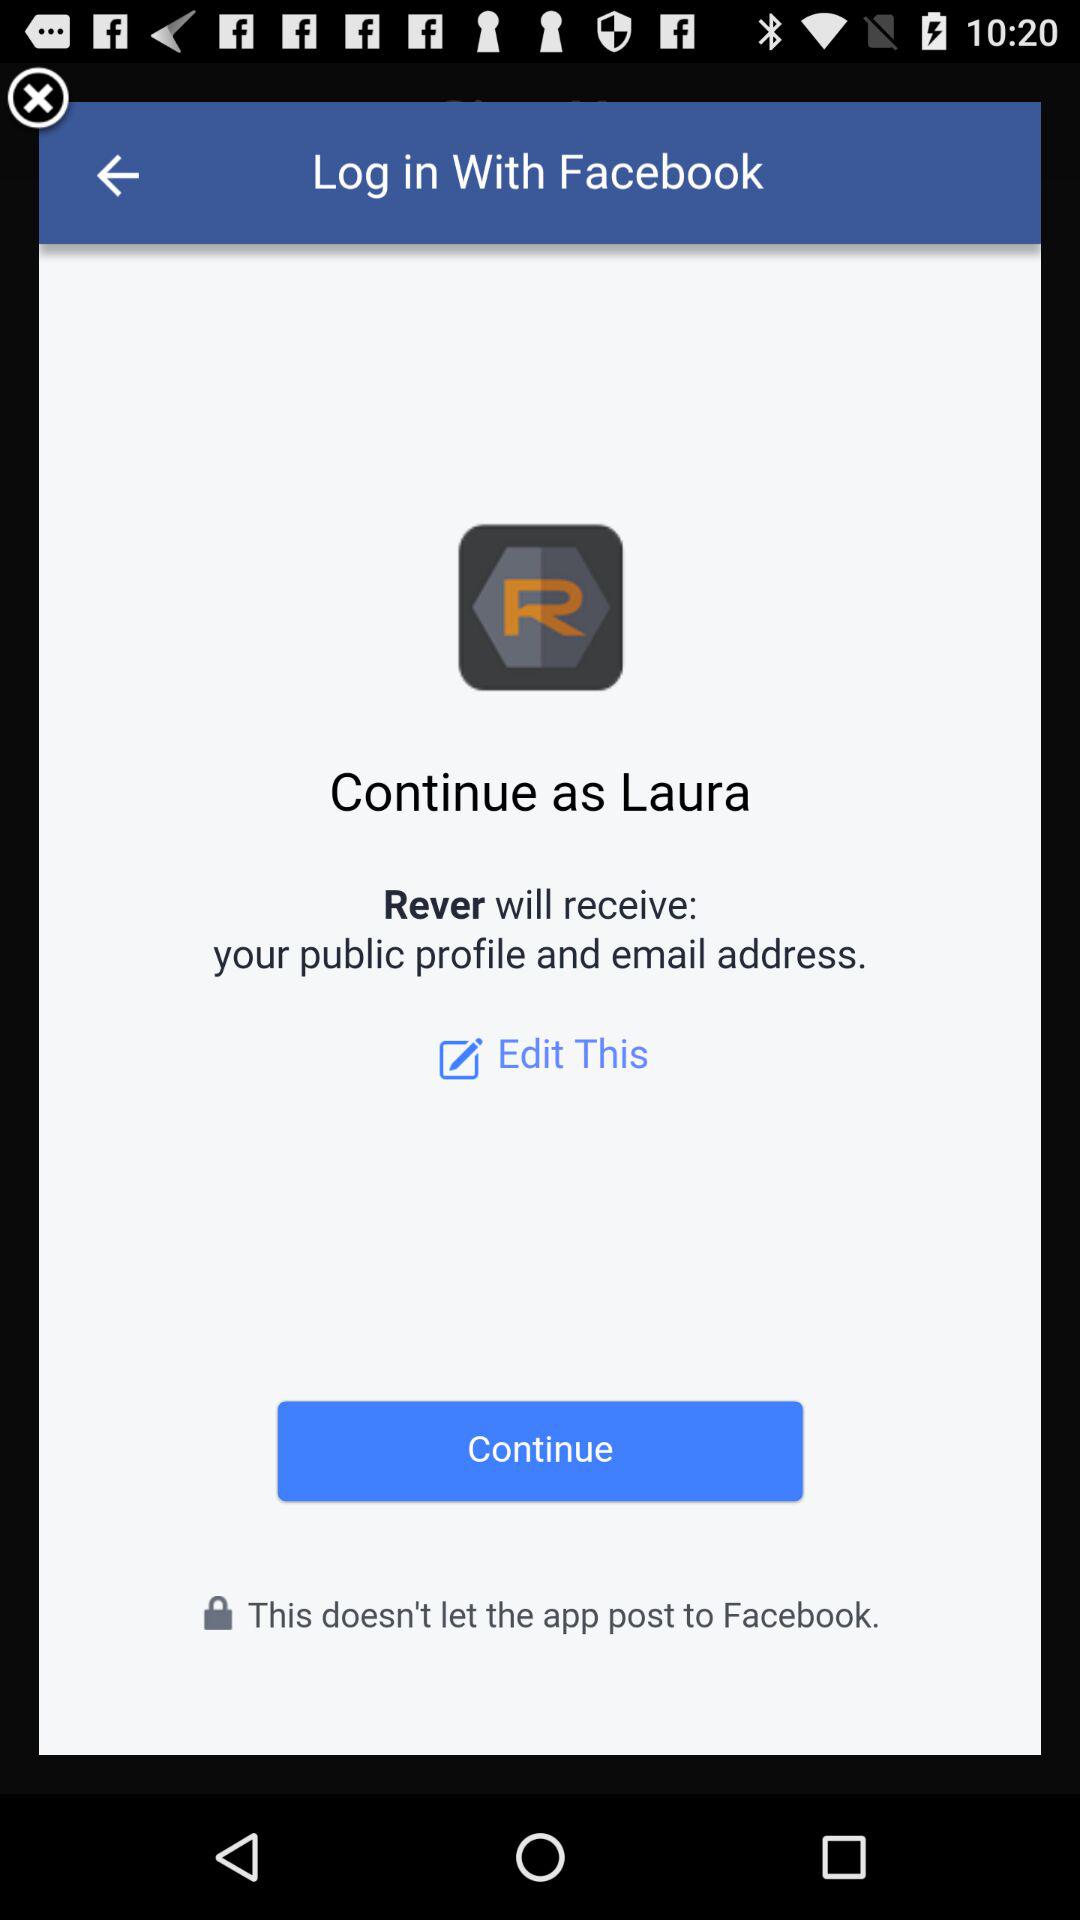 10:20
Log in With Facebook
R
Continue as Laura
Rever will receive:
your public profile and email address.
Edit This
Continue
This doesn't let the app post to Facebook.